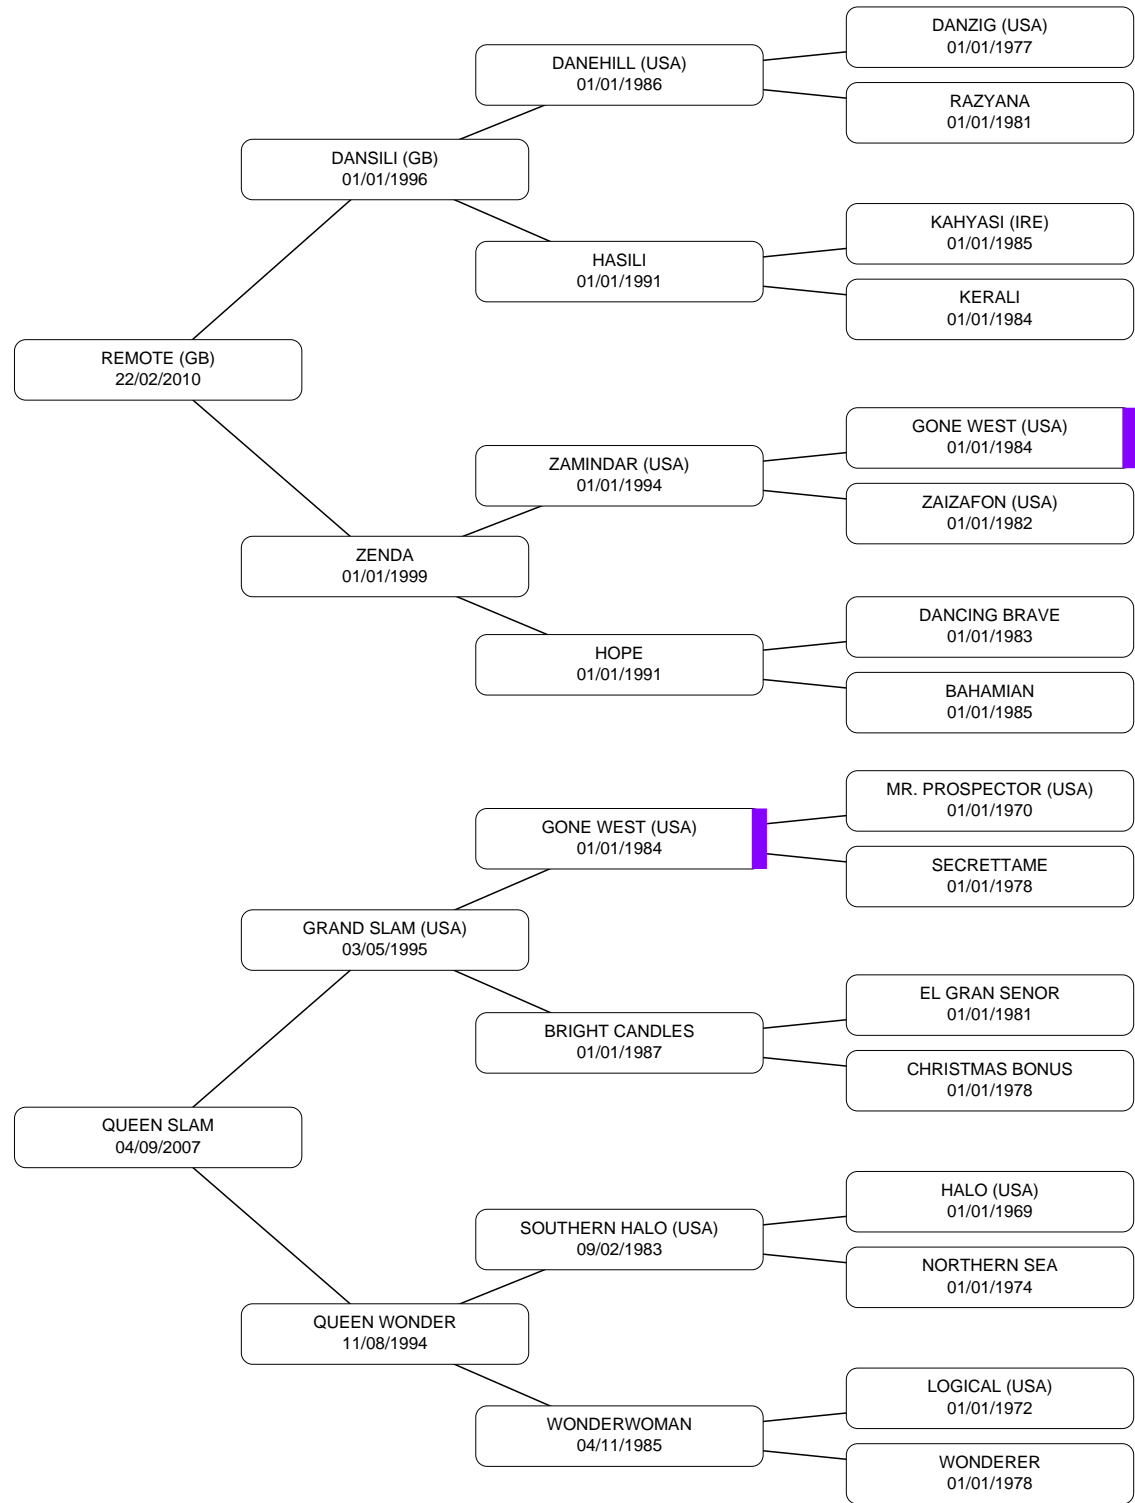 DANZIG (USA)
01/01/1977
DANEHILL (USA)
01/01/1986
RAZYANA
01/01/1981
DANSILI (GB)
01/01/1996
KAHYASI (IRE)
01/01/1985
HASILI
01/01/1991
KERALI
01/01/1984
REMOTE (GB)
22/02/2010
GONE WEST (USA)
01/01/1984
ZAMINDAR (USA)
01/01/1994
ZAIZAFON (USA)
01/01/1982
ZENDA
01/01/1999
DANCING BRAVE
01/01/1983
HOPE
01/01/1991
BAHAMIAN
01/01/1985
MR. PROSPECTOR (USA)
01/01/1970
GONE WEST (USA)
01/01/1984
SECRETTAME
01/01/1978
GRAND SLAM (USA)
03/05/1995
EL GRAN SENOR
01/01/1981
BRIGHT CANDLES
01/01/1987
CHRISTMAS BONUS
01/01/1978
QUEEN SLAM
04/09/2007
HALO (USA)
01/01/1969
SOUTHERN HALO (USA)
09/02/1983
NORTHERN SEA
01/01/1974
QUEEN WONDER
11/08/1994
LOGICAL (USA)
01/01/1972
WONDERWOMAN
04/11/1985
WONDERER
01/01/1978